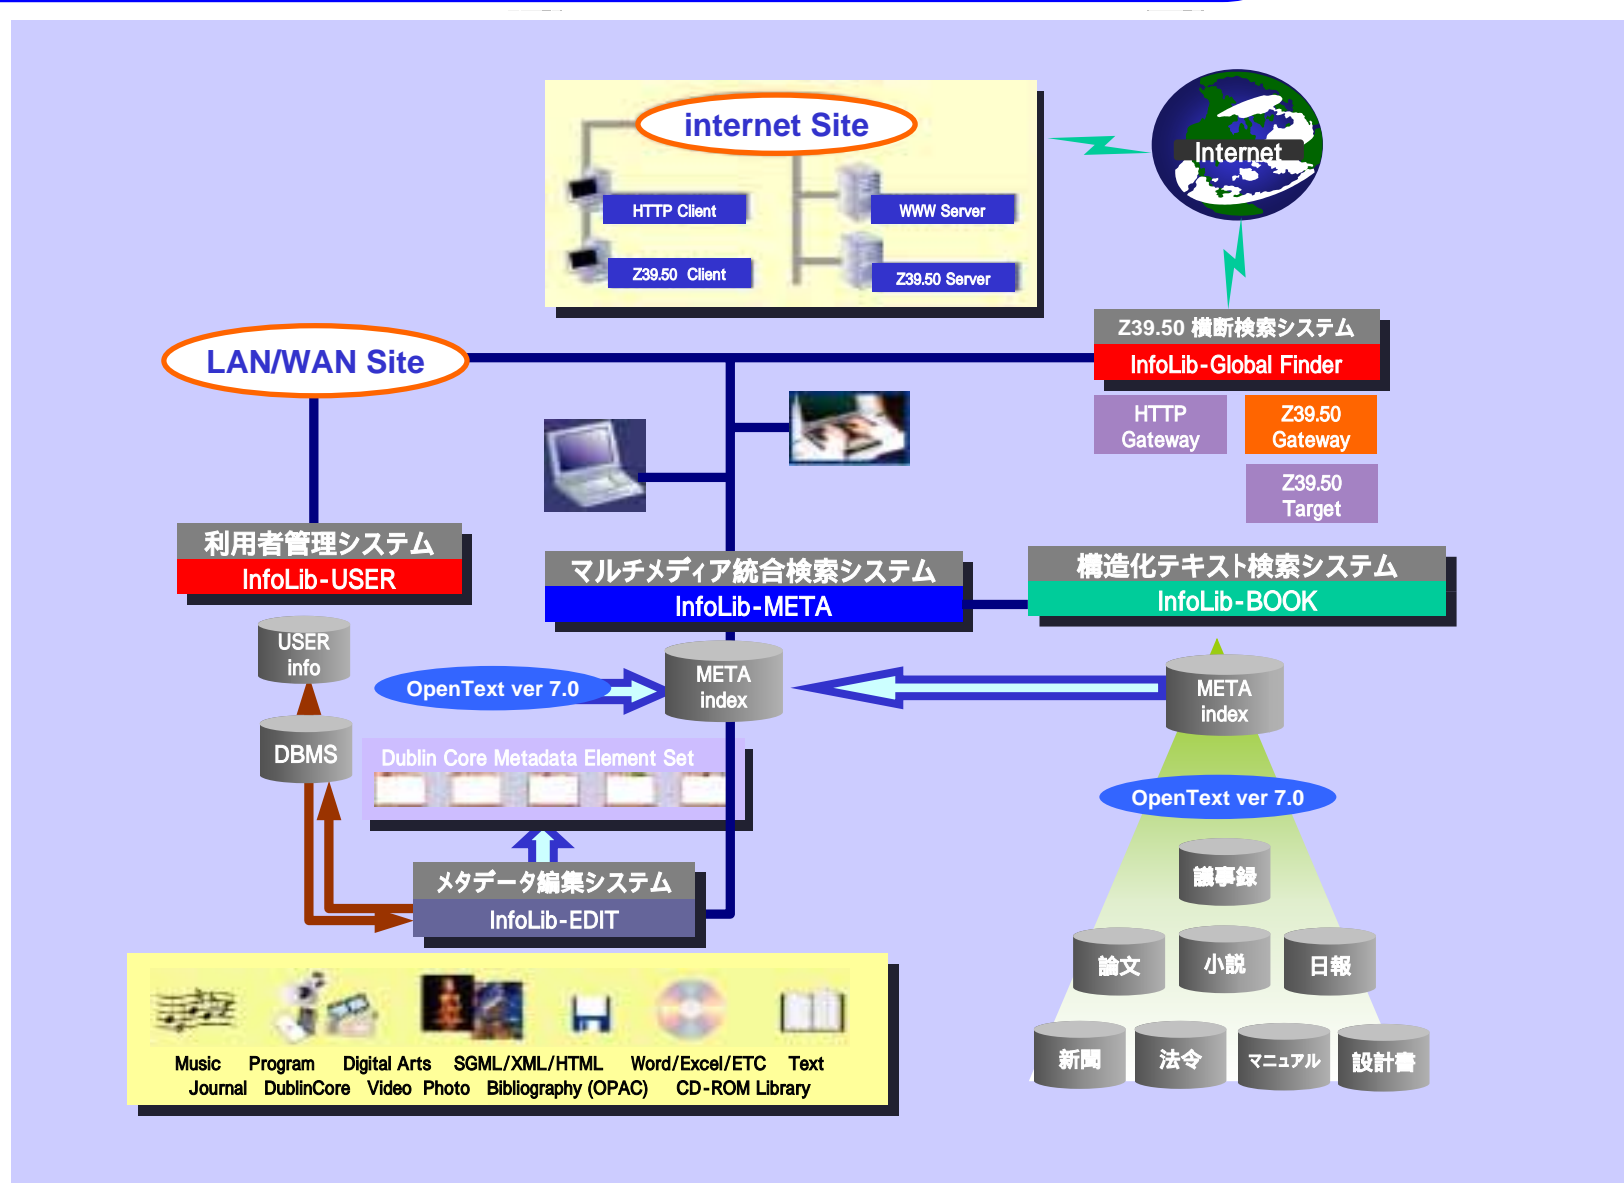 internet Site
HTTP Client
WWW Server
Z39.50 Client
Z39.50 Server
Internet
LAN/WAN Site
Z39.50 横断検索システム
InfoLib-Global Finder
HTTP
Gateway
Z39.50
Gateway
Z39.50
Target
利用者管理システム
InfoLib-USER
マルチメディア統合検索システム
InfoLib-META
構造化テキスト検索システム
InfoLib-BOOK
USER
info
OpenText ver 7.0
META
index
META
index
DBMS
Dublin Core Metadata Element Set
OpenText ver 7.0
メタデータ編集システム
InfoLib-EDIT
議事録
論文
小説
日報
新聞
法令
マニュアル
設計書
Music Program Digital Arts SGML/XML/HTML Word/Excel/ETC Text
Journal DublinCore Video Photo Bibliography (OPAC) CD-ROM Library